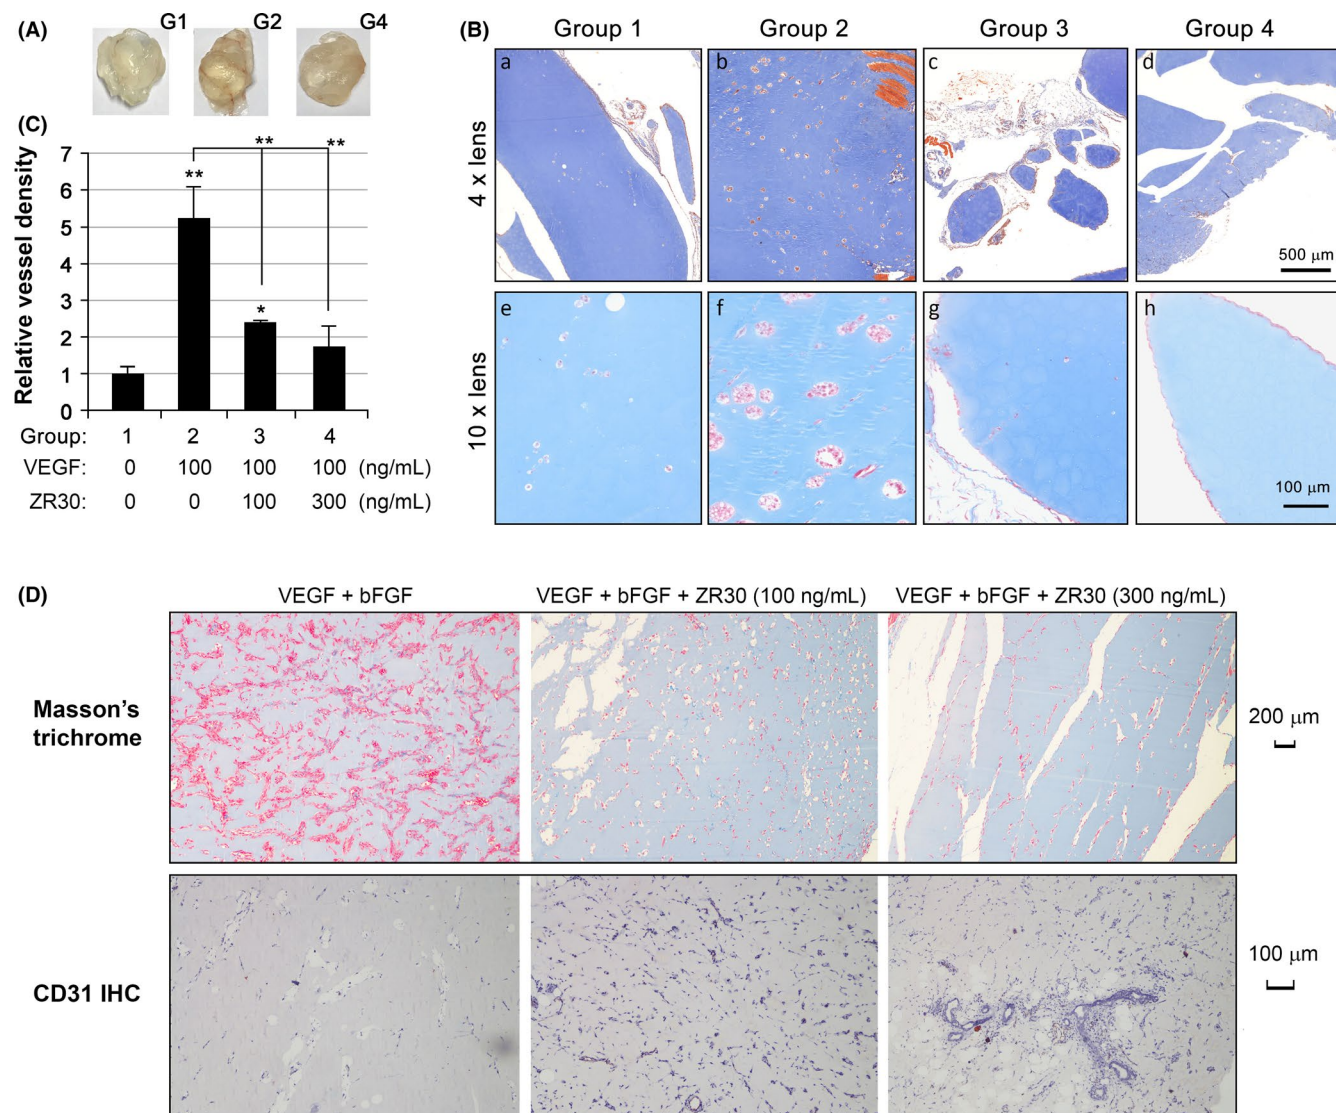 (A)
G1
G2
G4
(B)
Group 1
Group 2
Group 3
Group 4
4 x lens
a
b
c
d
500 µm
10 x lens
e
f
g
h
100 µm
(C)
Relative vessel density
7
6
5
4
3
2
1
0
**
**
**
*
Group: 1 2 3 4
VEGF: 0 100 100 100 (ng/mL)
ZR30: 0 0 100 300 (ng/mL)
(D)
VEGF + bFGF
VEGF + bFGF + ZR30 (100 ng/mL)
VEGF + bFGF + ZR30 (300 ng/mL)
Masson's
trichrome
200 µm
CD31 IHC
100 µm